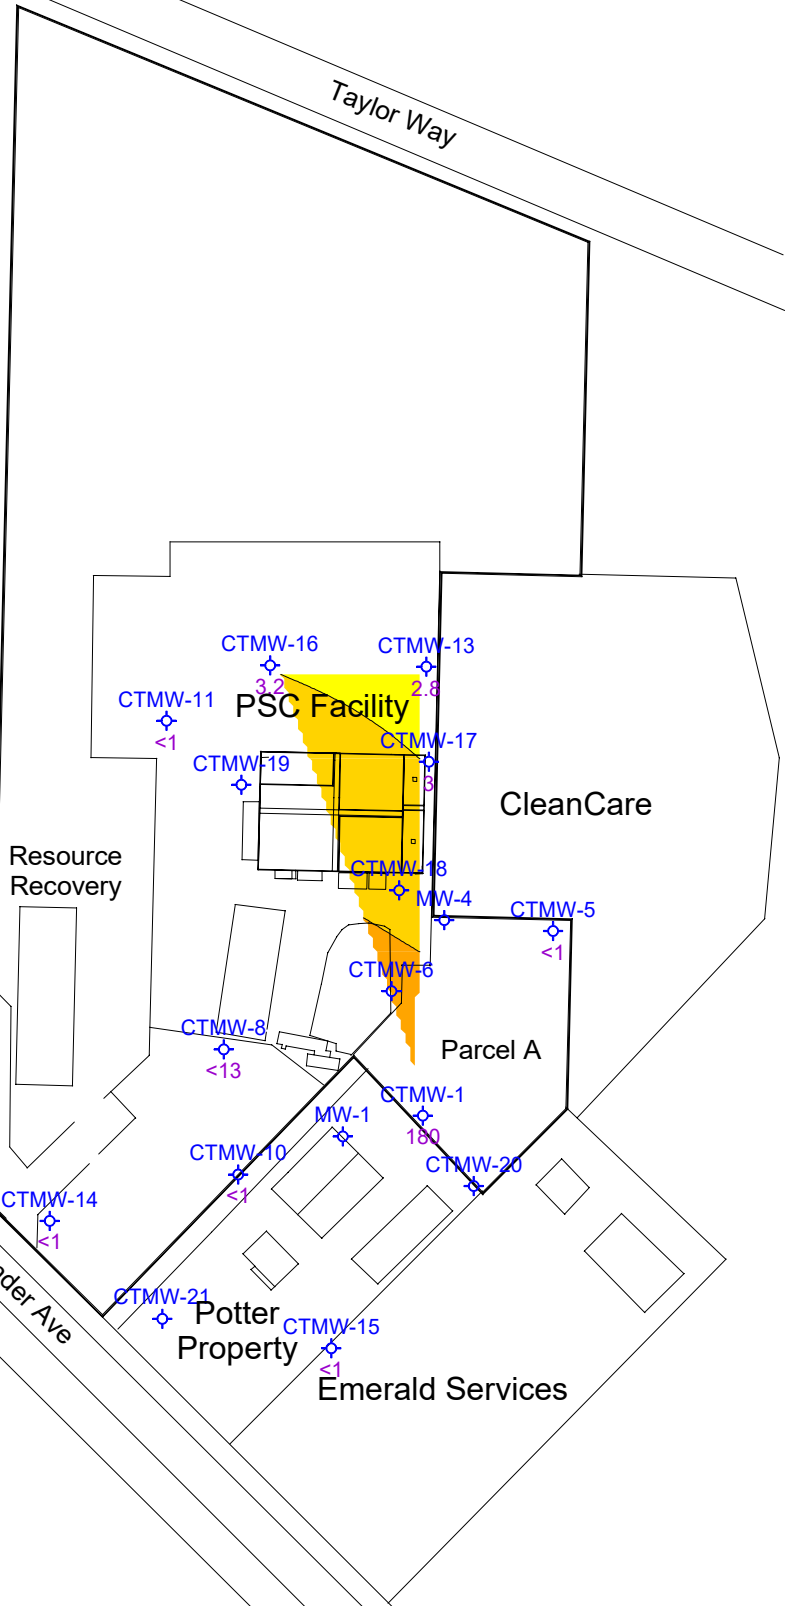 Taylor Way
CTMW-16
3.2
CTMW-13
2.8
PSC Facility
CTMW-11
<1
CTMW-17
3
CTMW-19
CleanCare
Resource
Recovery
CTMW-18
MW-4
CTMW-5
<1
CTMW-6
CTMW-8
<13
Parcel A
CTMW-1
180
MW-1
CTMW-10
<1
CTMW-20
CTMW-14
<1
nder Ave
CTMW-21
Potter
Property
CTMW-15
<1
Emerald Services